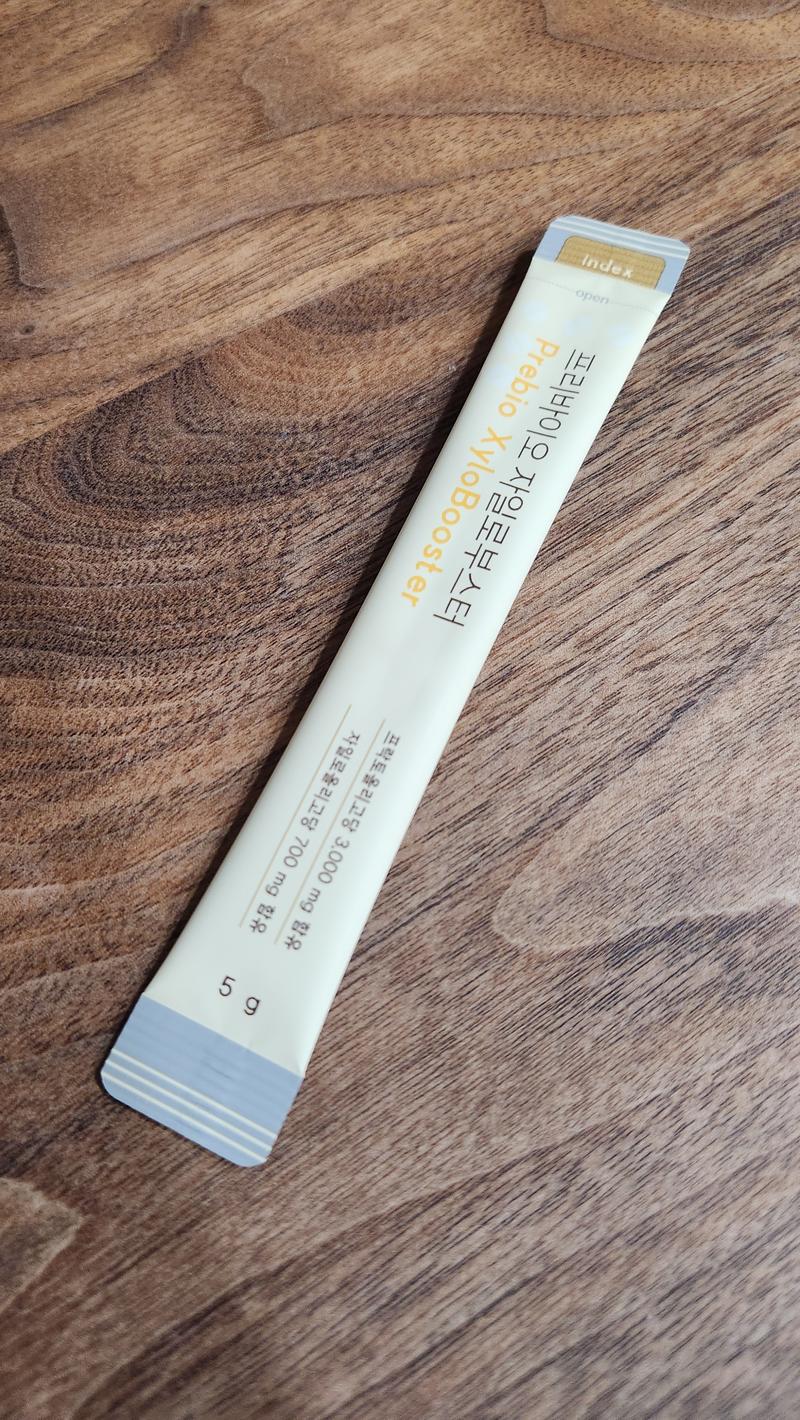 Index
open
프리바이오 자일로부스터
Prebio XyloBooster
프락토올리고당 3,000 mg 함유
자일로올리고당 700 mg 함유
5 g